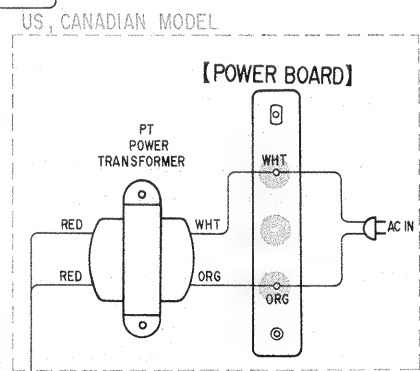 US, CANADIAN MODEL
【POWER BOARD】
PT
POWER
TRANSFORMER
WHT
RED
WHT
AC IN
RED
ORG
ORG